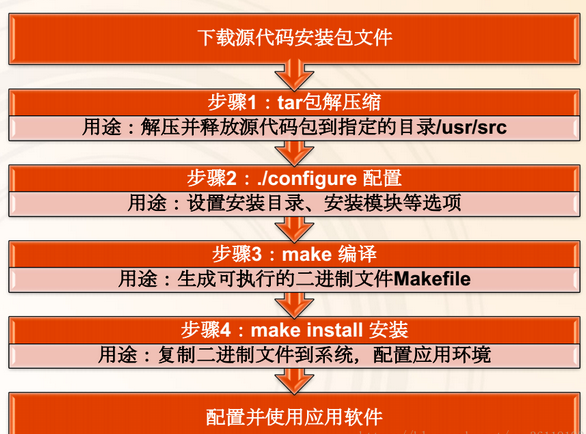 下载源代码安装包文件
步骤1：tar包解压缩
用途：解压并释放源代码包到指定的目录/usr/src
步骤2：./configure 配置
用途：设置安装目录、安装模块等选项
步骤3：make 编译
用途：生成可执行的二进制文件Makefile
步骤4：make install 安装
用途：复制二进制文件到系统，配置应用环境
配置并使用应用软件